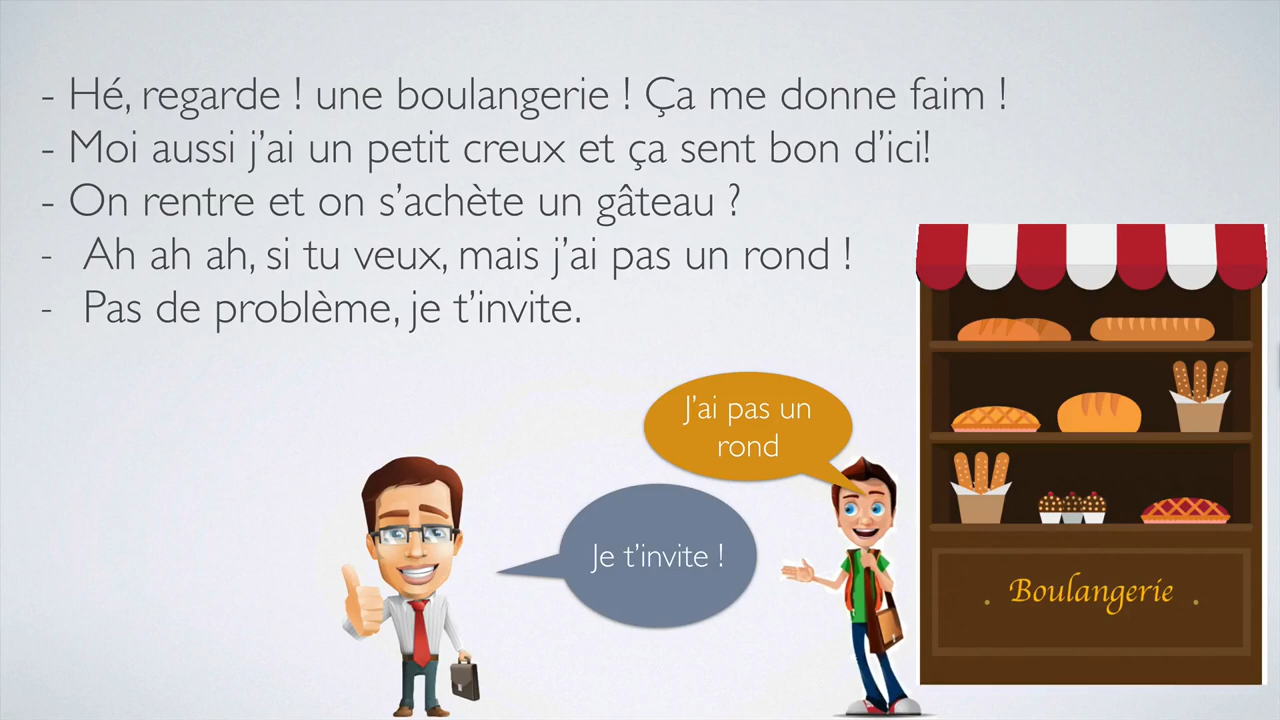 - Hé, regarde ! une boulangerie ! Ça me donne faim !
- Moi aussi j’ai un petit creux et ça sent bon d’ici!
- On rentre et on s’achète un gâteau ?
- Ah ah ah, si tu veux, mais j’ai pas un rond !
- Pas de problème, je t’invite.
J’ai pas un
rond
Je t’invite !
. Boulangerie .